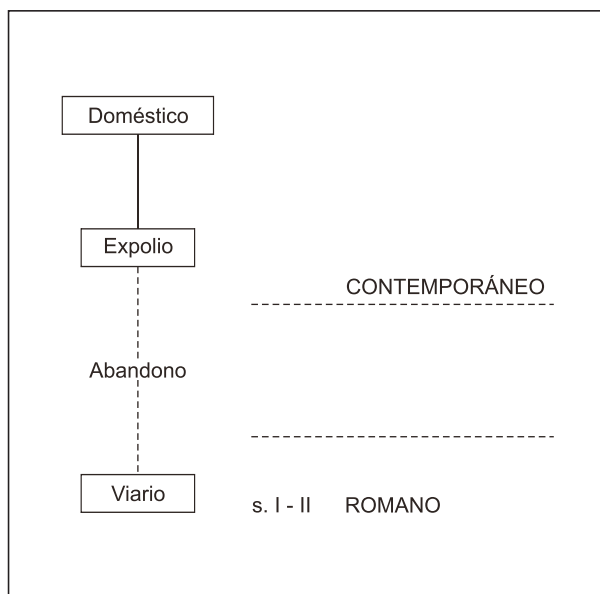 Doméstico
Expolio
CONTEMPORÁNEO
Abandono
Viario
s. I - II ROMANO